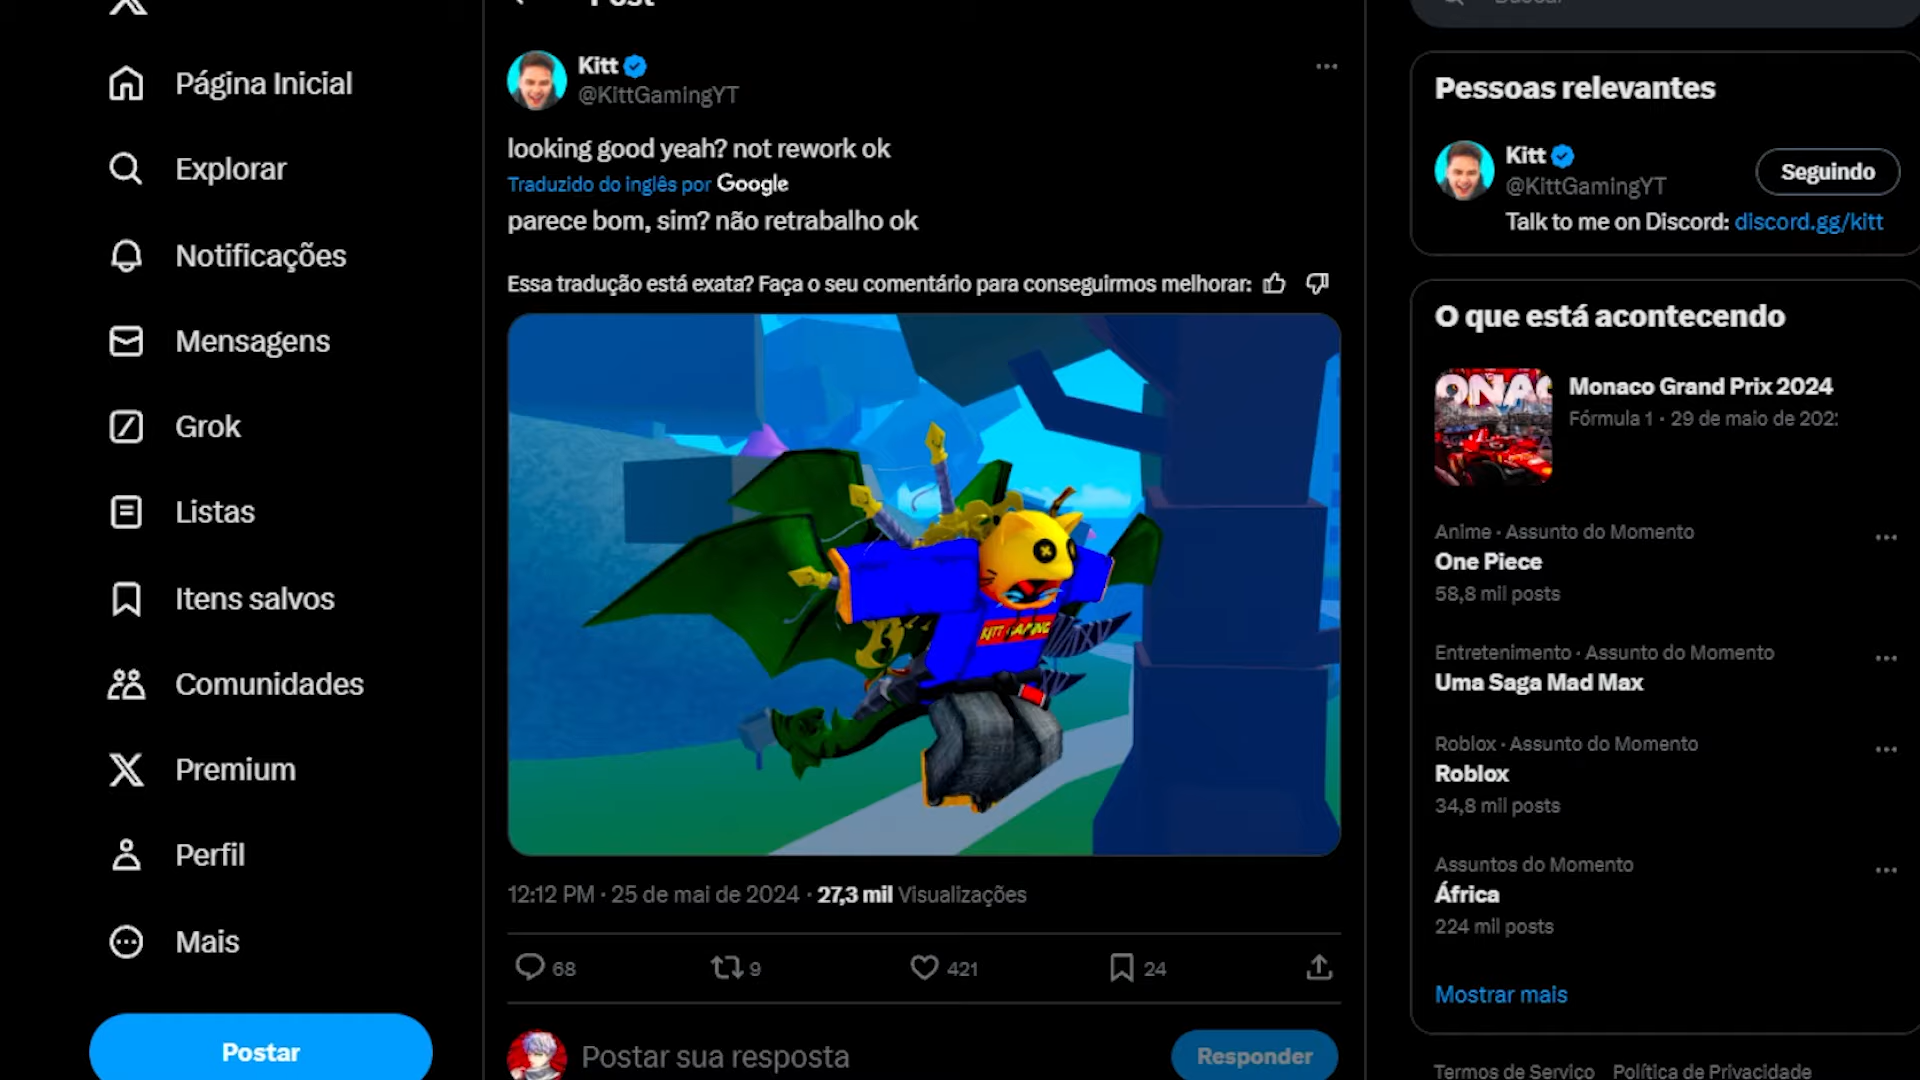 Post
Buscar
Página Inicial
Explorar
Notificações
Mensagens
Grok
Listas
Itens salvos
Comunidades
Premium
Perfil
Mais
Postar
Kitt
@KittGamingYT
looking good yeah? not rework ok
Traduzido do inglês por Google
parece bom, sim? não retrabalho ok
Essa tradução está exata? Faça o seu comentário para conseguirmos melhorar:
KITT GAMING
12:12 PM · 25 de mai de 2024 · 27,3 mil Visualizações
68
9
421
24
Postar sua resposta
Responder
Pessoas relevantes
Kitt
@KittGamingYT
Seguindo
Talk to me on Discord: discord.gg/kitt
O que está acontecendo
ONAC
Monaco Grand Prix 2024
Fórmula 1 · 29 de maio de 202
Anime · Assunto do Momento
One Piece
58,8 mil posts
Entretenimento · Assunto do Momento
Uma Saga Mad Max
Roblox · Assunto do Momento
Roblox
34,8 mil posts
Assuntos do Momento
África
224 mil posts
Mostrar mais
Termos de Serviço Política de Privacidade